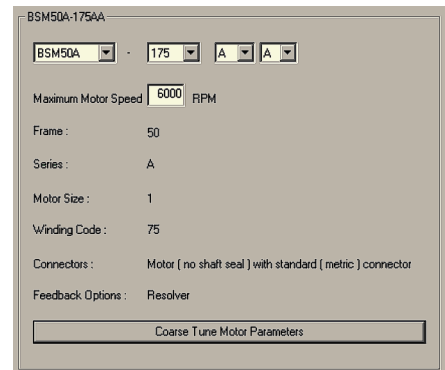 BSM50A-175AA
BSM50A - 175 A A
Maximum Motor Speed 6000 RPM
Frame : 50
Series : A
Motor Size : 1
Winding Code : 75
Connectors : Motor ( no shaft seal ) with standard ( metric ) connector
Feedback Options : Resolver
Coarse Tune Motor Parameters